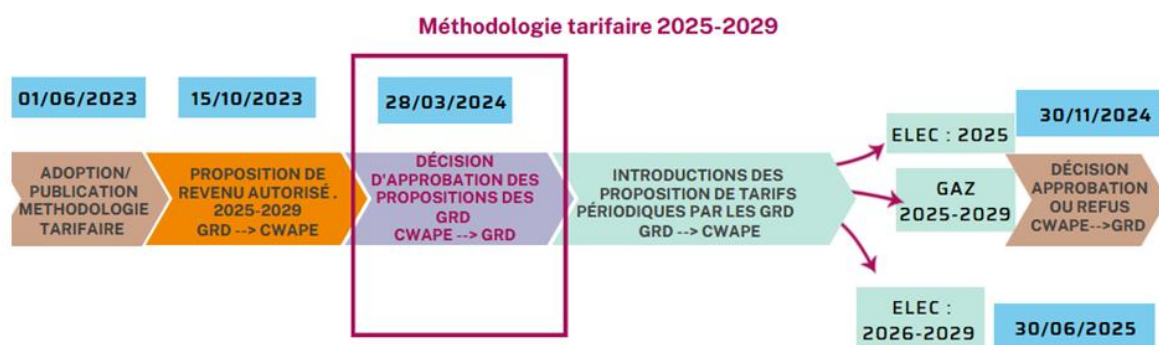 Méthodologie tarifaire 2025-2029
01/06/2023
15/10/2023
28/03/2024
30/11/2024
ADOPTION/
PUBLICATION
METHODOLOGIE
TARIFAIRE
PROPOSITION DE
REVENU AUTORISÉ .
2025-2029
GRD --> CWAPE
DÉCISION
D'APPROBATION DES
PROPOSITIONS DES
GRD
CWAPE --> GRD
INTRODUCTIONS DES
PROPOSITION DE TARIFS
PÉRIODIQUES PAR LES GRD
GRD --> CWAPE
ELEC : 2025
GAZ
2025-2029
ELEC :
2026-2029
DÉCISION
APPROBATION
OU REFUS
CWAPE-->GRD
30/06/2025